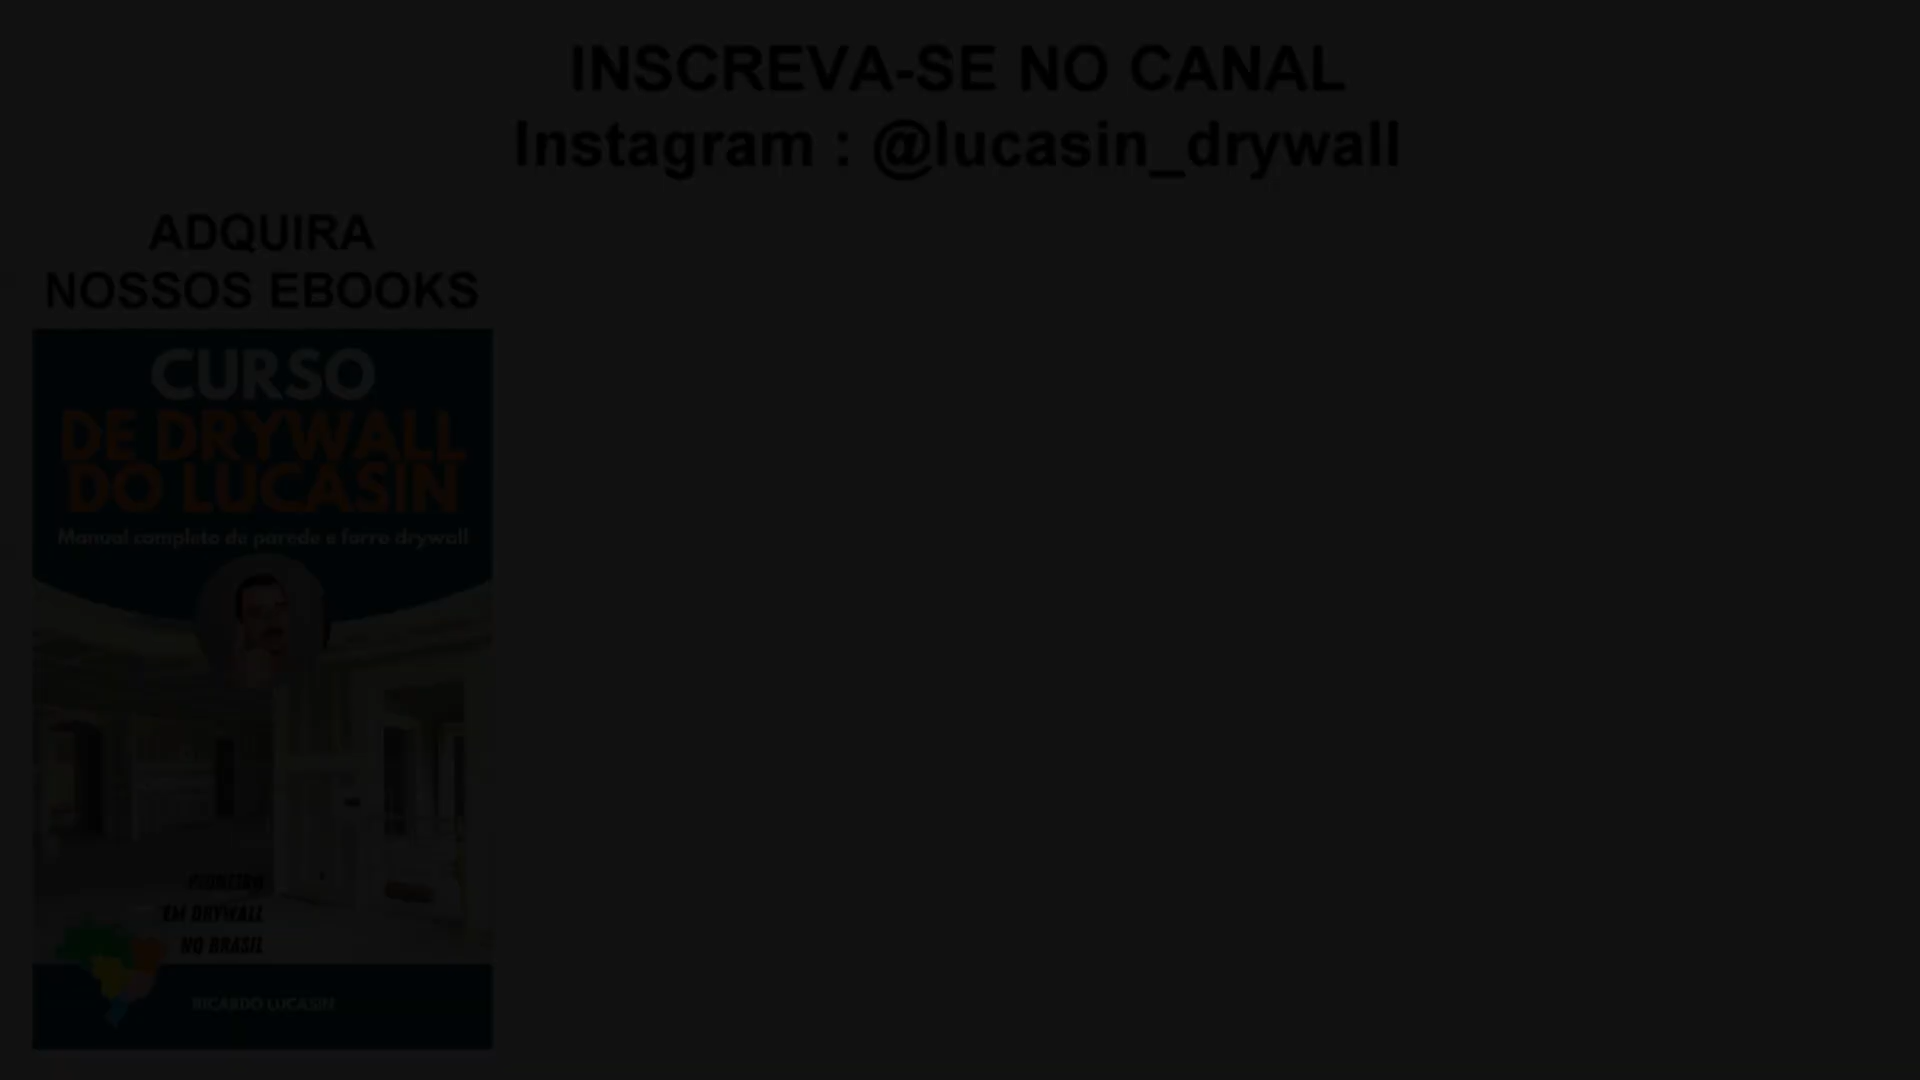 INSCREVA-SE NO CANAL
Instagram : @lucasin_drywall
ADQUIRA
NOSSOS EBOOKS
CURSO
DE DRYWALL
DO LUCASIN
Manual completo de parede e forro drywall
PIONEIRO
EM DRYWALL
NO BRASIL
RICARDO LUCASIN